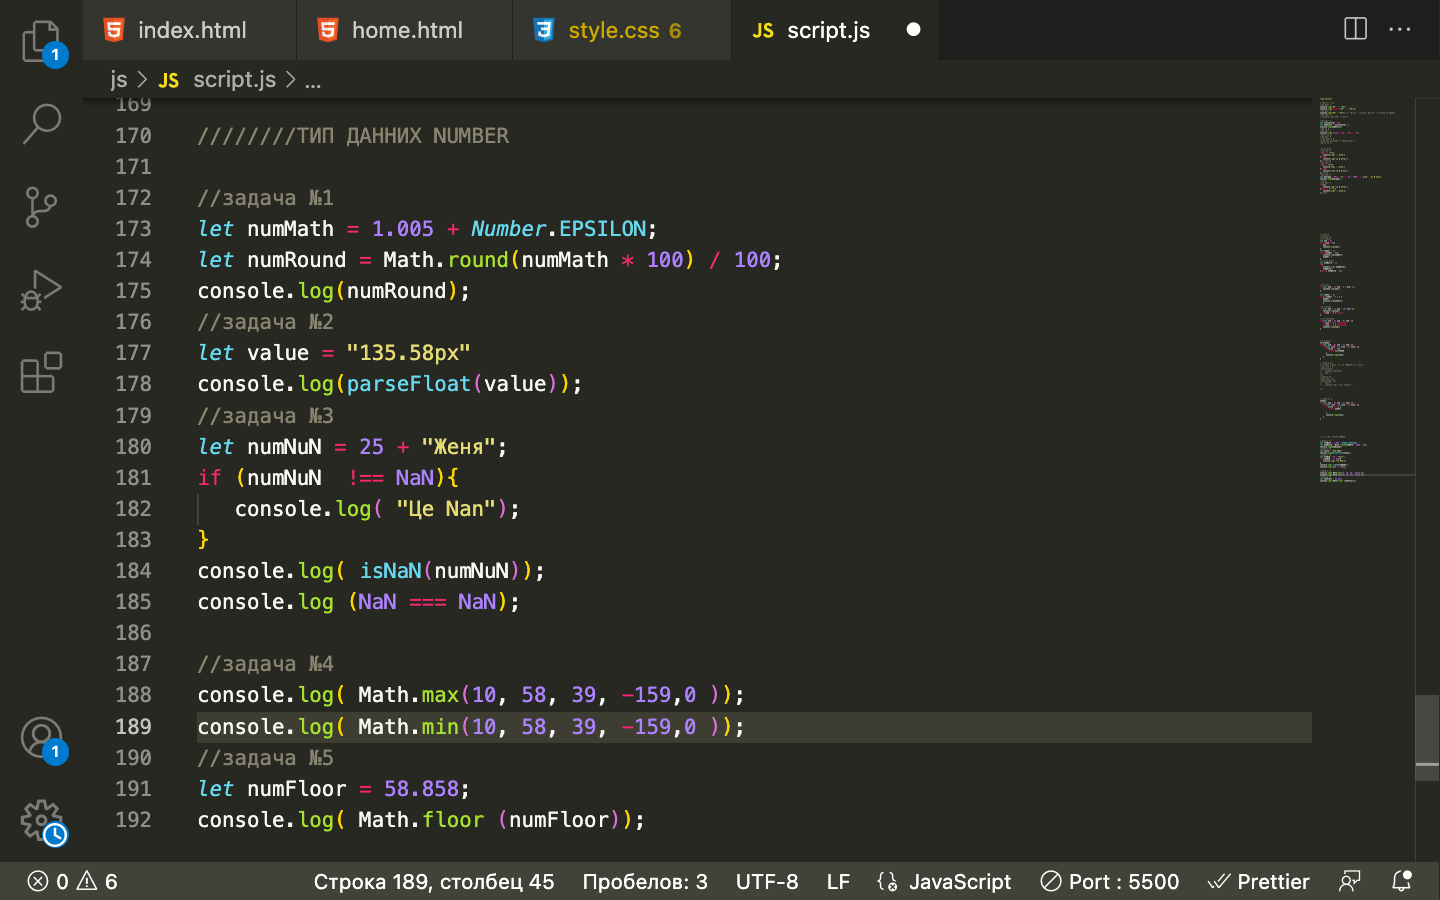 index.html
home.html
style.css 6
JS script.js
js > JS script.js > ...
169
170 ////////ТИП ДАННИХ NUMBER
171
172 //задача №1
173 let numMath = 1.005 + Number.EPSILON;
174 let numRound = Math.round(numMath * 100) / 100;
175 console.log(numRound);
176 //задача №2
177 let value = "135.58px"
178 console.log(parseFloat(value));
179 //задача №3
180 let numNuN = 25 + "Женя";
181 if (numNuN  !== NaN){
182    console.log( "Це Nan");
183 }
184 console.log( isNaN(numNuN));
185 console.log (NaN === NaN);
186
187 //задача №4
188 console.log( Math.max(10, 58, 39, -159,0 ));
189 console.log( Math.min(10, 58, 39, -159,0 ));
190 //задача №5
191 let numFloor = 58.858;
192 console.log( Math.floor (numFloor));
1
1
0 6 Строка 189, столбец 45 Пробелов: 3 UTF-8 LF JavaScript Port : 5500 Prettier